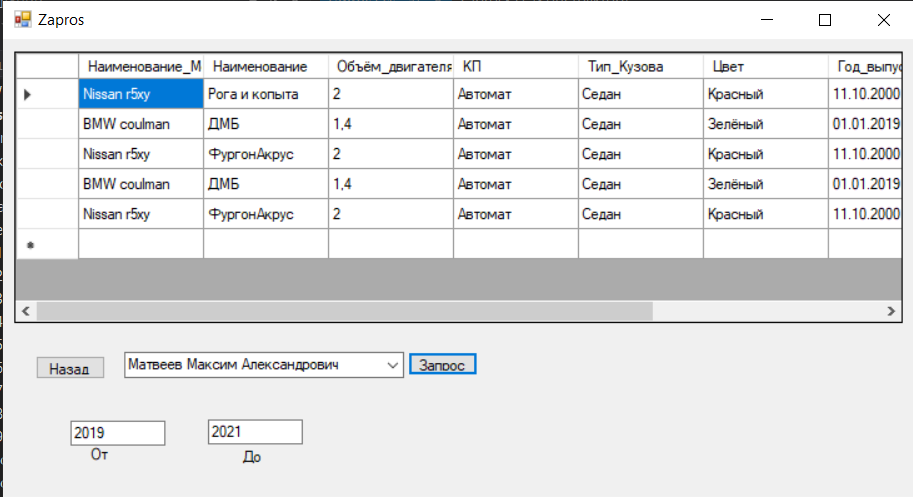 Zapros
Наименование_М Наименование Объём_двигателя КП Тип_Кузова Цвет Год_выпус
Nissan r5xy Рога и копыта 2 Автомат Седан Красный 11.10.2000
BMW coulman ДМБ 1,4 Автомат Седан Зелёный 01.01.2019
Nissan r5xy ФургонАкрус 2 Автомат Седан Красный 11.10.2000
BMW coulman ДМБ 1,4 Автомат Седан Зелёный 01.01.2019
Nissan r5xy ФургонАкрус 2 Автомат Седан Красный 11.10.2000
Назад Матвеев Максим Александрович Запрос
2019 2021
От До